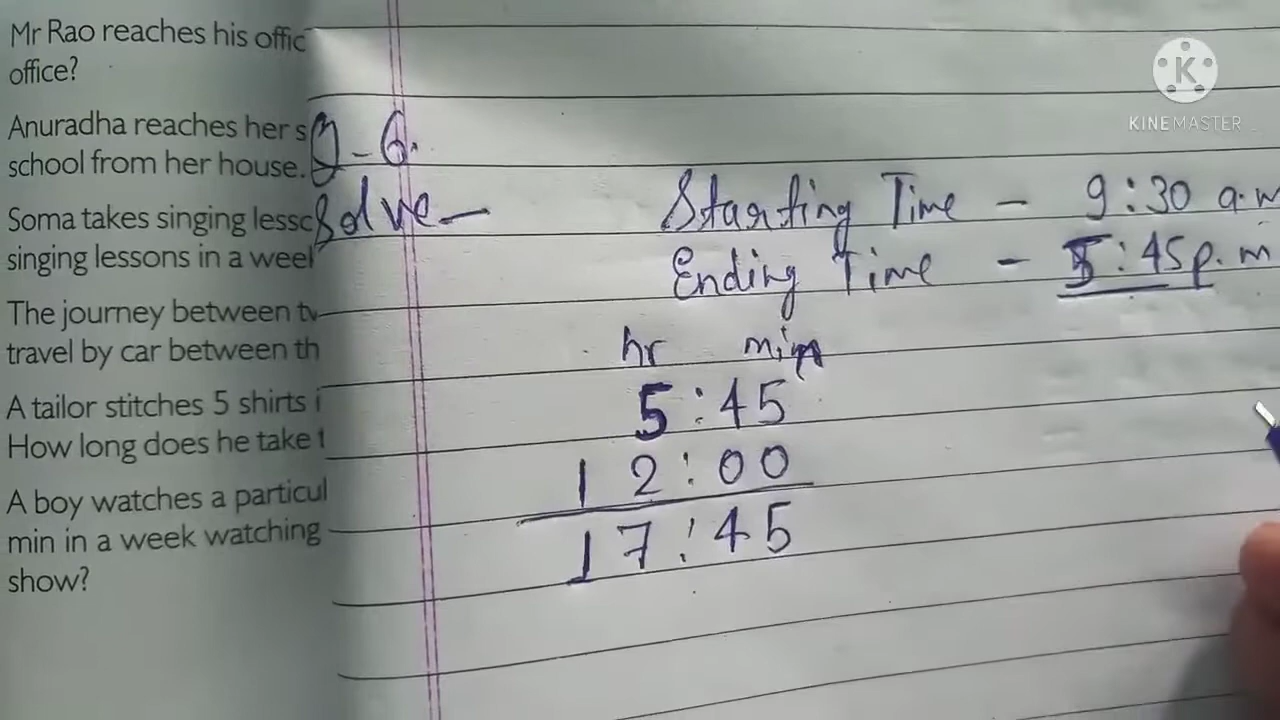 Mr Rao reaches his offic
office?
Anuradha reaches her s
school from her house.
Soma takes singing lessc
singing lessons in a weel
The journey between tv
travel by car between th
A tailor stitches 5 shirts i
How long does he take t
A boy watches a particul
min in a week watching
show?
Q-6.
Solve-
Starting Time - 9:30 a.m
Ending Time - 5:45 p.m
hr min
5:45
12:00
17:45
K
KINEMASTER